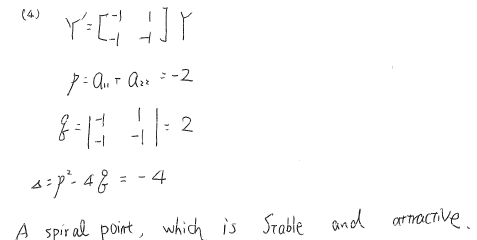 (4)
Y' = [ -1 1 -1 -1 ] Y
p = a₁₁ + a₂₂ = -2
q = | -1 1 -1 -1 | = 2
Δ = p² - 4q = -4
A spiral point, which is stable and attractive.